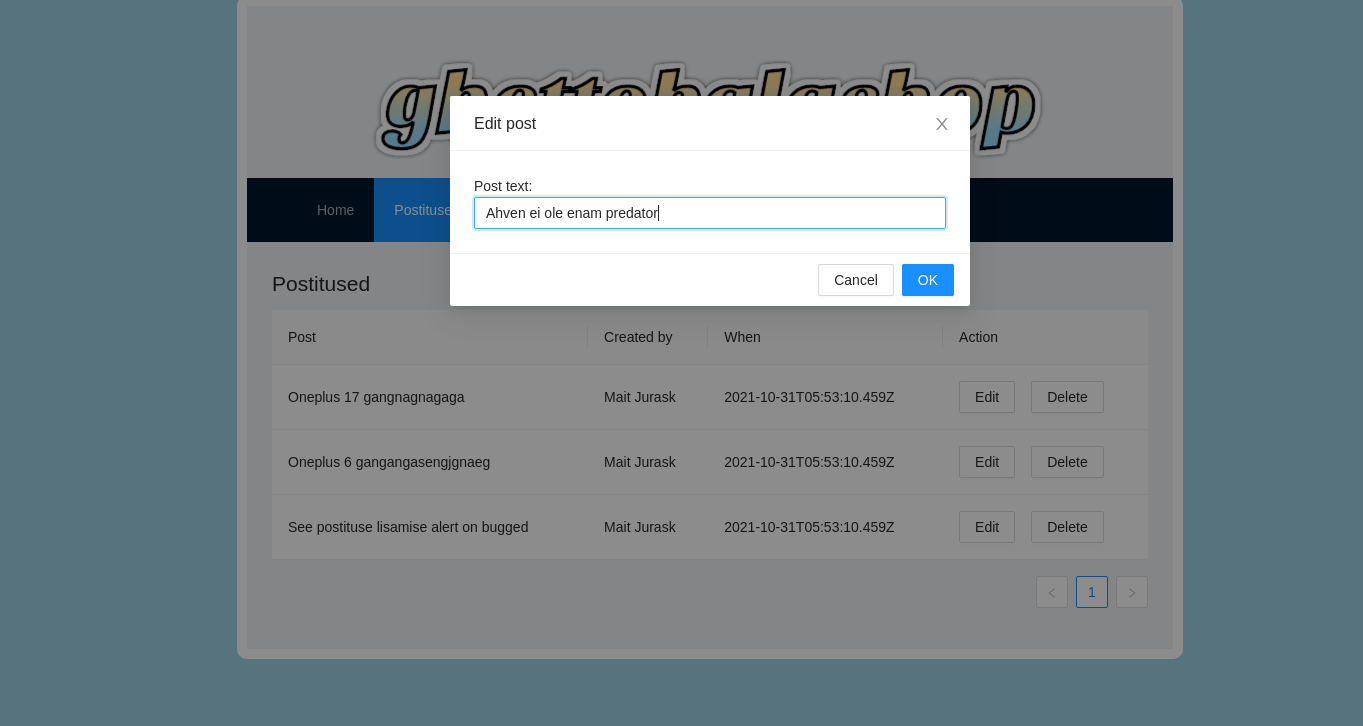 Edit post
Post text:
Ahven ei ole enam predator
Cancel OK
Home Postituse
Postitused
Post Created by When Action
Oneplus 17 gangnagnagaga Mait Jurask 2021-10-31T05:53:10.459Z Edit Delete
Oneplus 6 gangangasengjgnaeg Mait Jurask 2021-10-31T05:53:10.459Z Edit Delete
See postituse lisamise alert on bugged Mait Jurask 2021-10-31T05:53:10.459Z Edit Delete
1